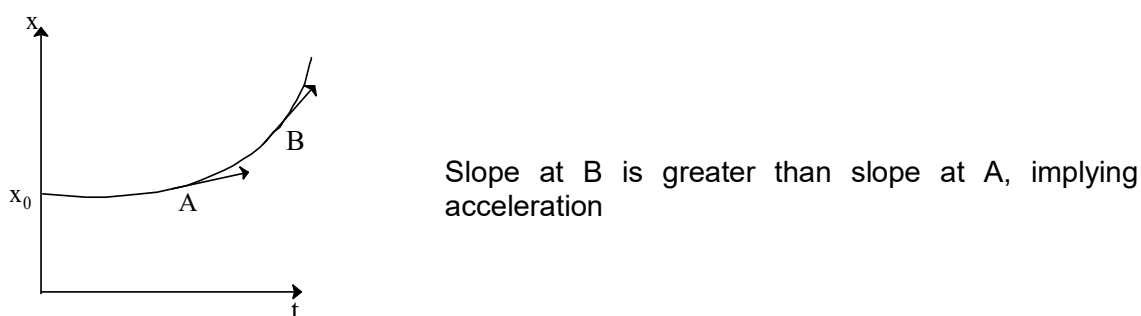 x
B
Slope at B is greater than slope at A, implying
acceleration
x₀
A
t